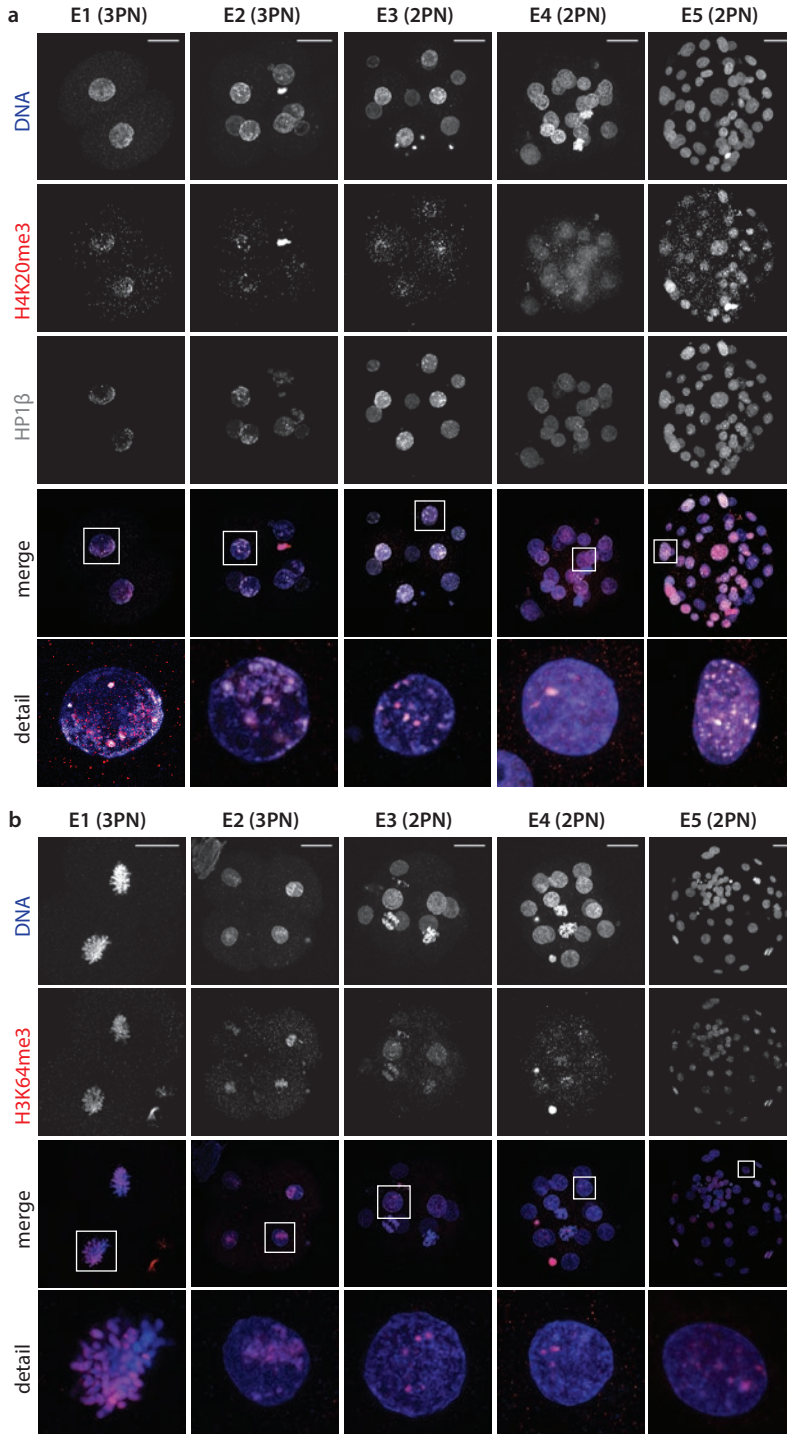 a
E1 (3PN) E2 (3PN) E3 (2PN) E4 (2PN) E5 (2PN)
DNA
H4K20me3
HP1β
merge
detail
b
E1 (3PN) E2 (3PN) E3 (2PN) E4 (2PN) E5 (2PN)
DNA
H3K64me3
merge
detail